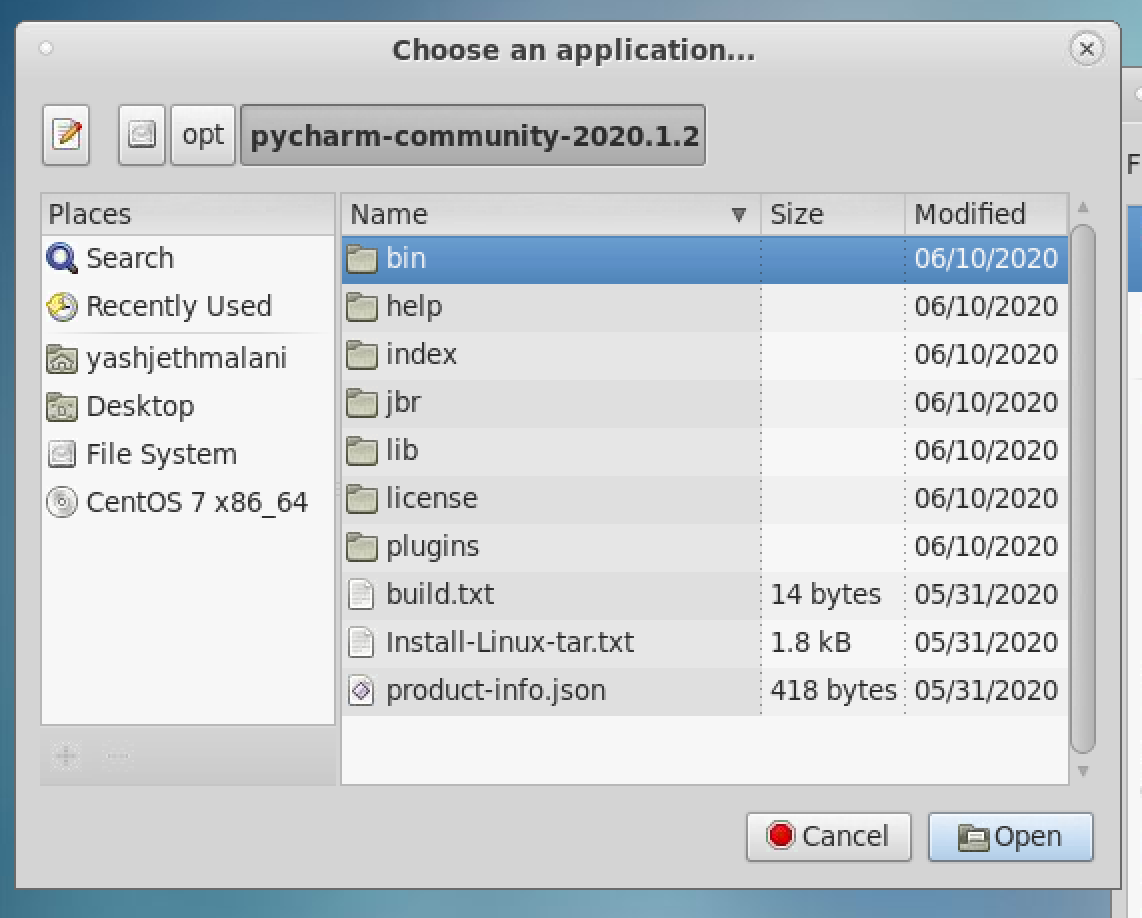 Choose an application...
opt pycharm-community-2020.1.2
F
Places
Search
Recently Used
yashjethmalani
Desktop
File System
CentOS 7 x86_64
Name Size Modified
bin 06/10/2020
help 06/10/2020
index 06/10/2020
jbr 06/10/2020
lib 06/10/2020
license 06/10/2020
plugins 06/10/2020
build.txt 14 bytes 05/31/2020
Install-Linux-tar.txt 1.8 kB 05/31/2020
product-info.json 418 bytes 05/31/2020
Cancel Open